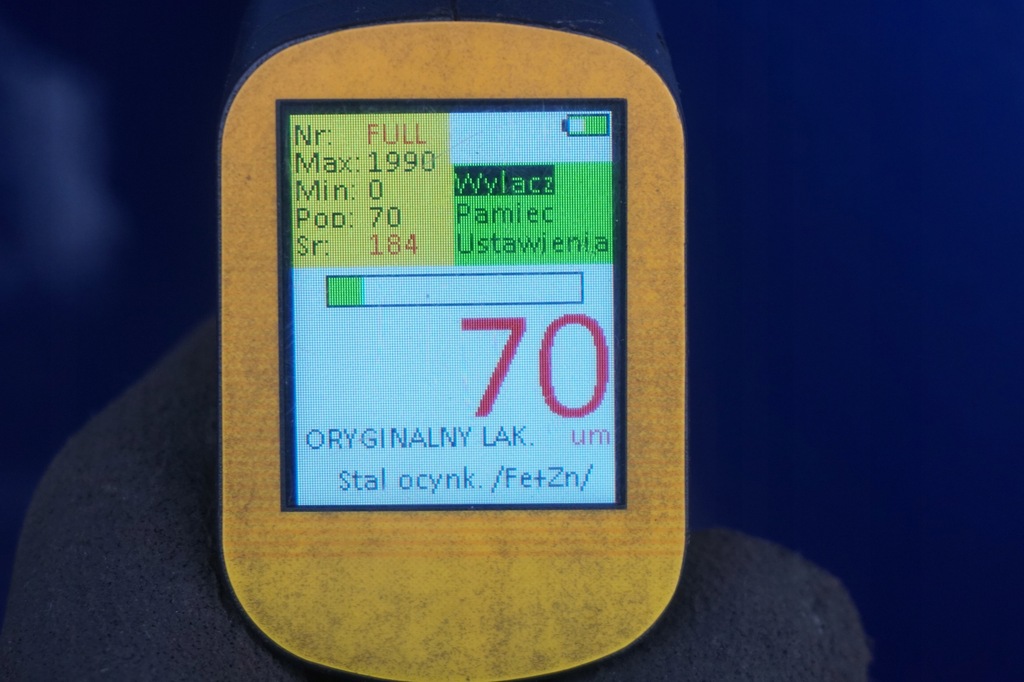 Nr: FULL
Max: 1990
Min: 0
Pop: 70
Sr: 184
Wylacz
Pamiec
Ustawienia
70
um
ORYGINALNY LAK.
Stal ocynk. /Fe+Zn/